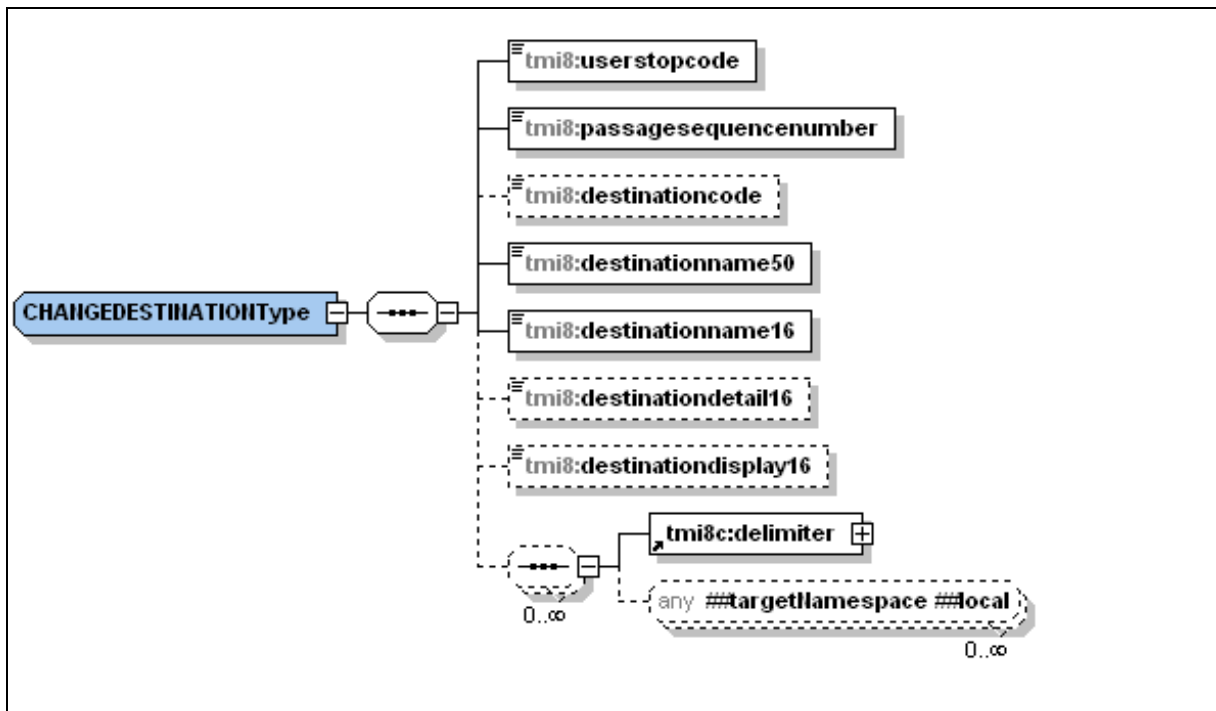 tmi8:userstopcode
tmi8:passagesequencenumber
tmi8:destinationcode
tmi8:destinationname50
CHANGEDESTINATIONType
tmi8:destinationname16
tmi8:destinationdetail16
tmi8:destinationdisplay16
tmi8c:delimiter
any ##targetNamespace ##local
0..∞
0..∞